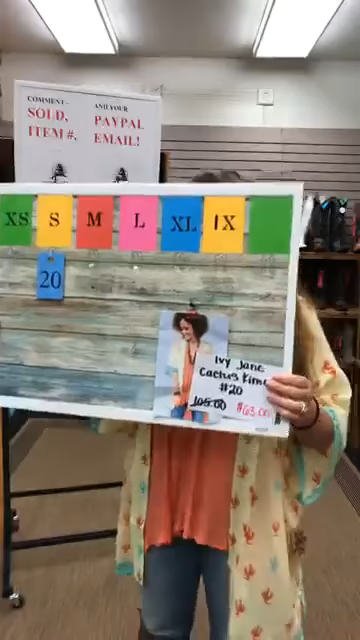 COMMENT-
SOLD,
ITEM #,
AND YOUR
PAYPAL
EMAIL!
XS S M L XL 1X
20
Ivy Jane
Cactus Kim
#20
105.00 $63.00